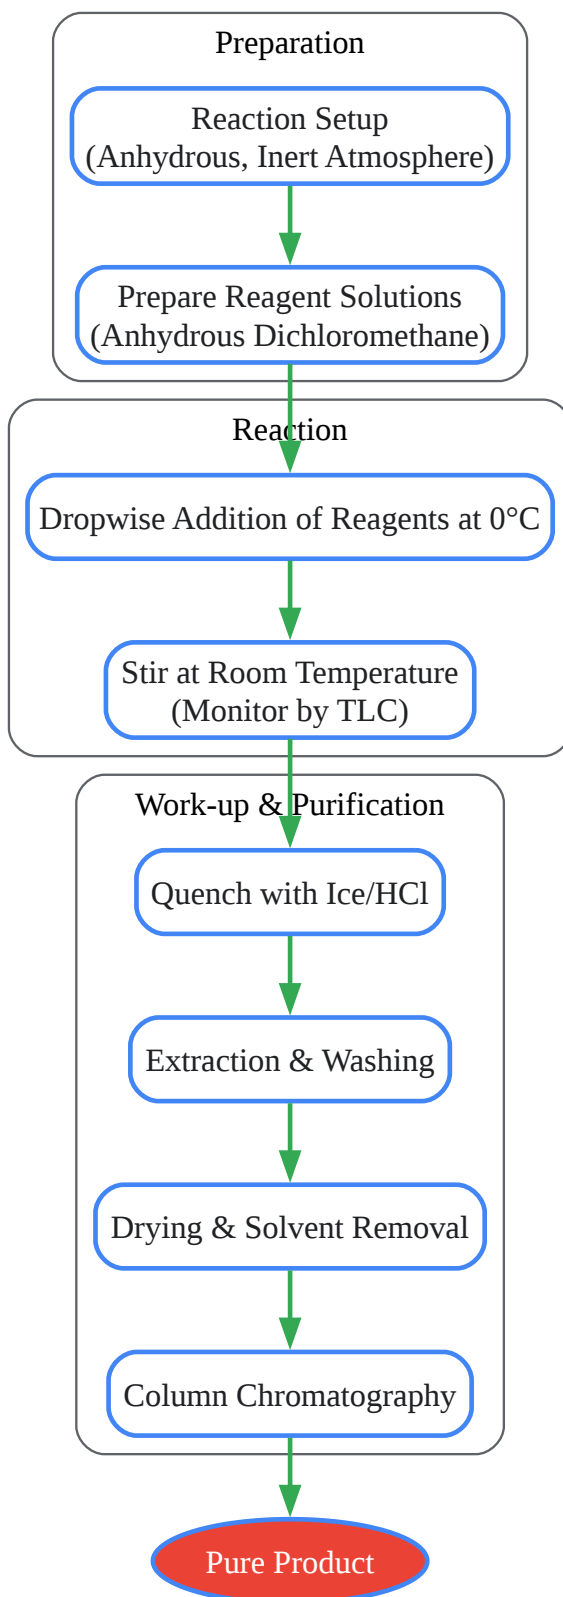 Preparation
Reaction Setup
(Anhydrous, Inert Atmosphere)
Prepare Reagent Solutions
(Anhydrous Dichloromethane)
Reaction
Dropwise Addition of Reagents at 0°C
Stir at Room Temperature
(Monitor by TLC)
Work-up & Purification
Quench with Ice/HCl
Extraction & Washing
Drying & Solvent Removal
Column Chromatography
Pure Product